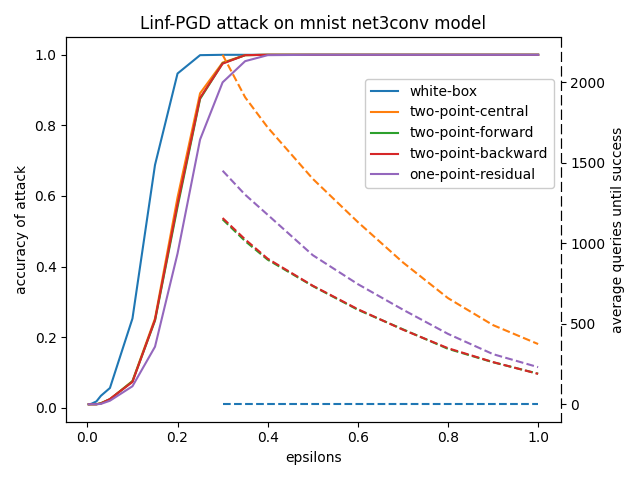 Linf-PGD attack on mnist net3conv model
accuracy of attack
1.0
0.8
0.6
0.4
0.2
0.0
white-box
two-point-central
two-point-forward
two-point-backward
one-point-residual
2000
1500
1000
500
0
average queries until success
0.0 0.2 0.4 0.6 0.8 1.0
epsilons